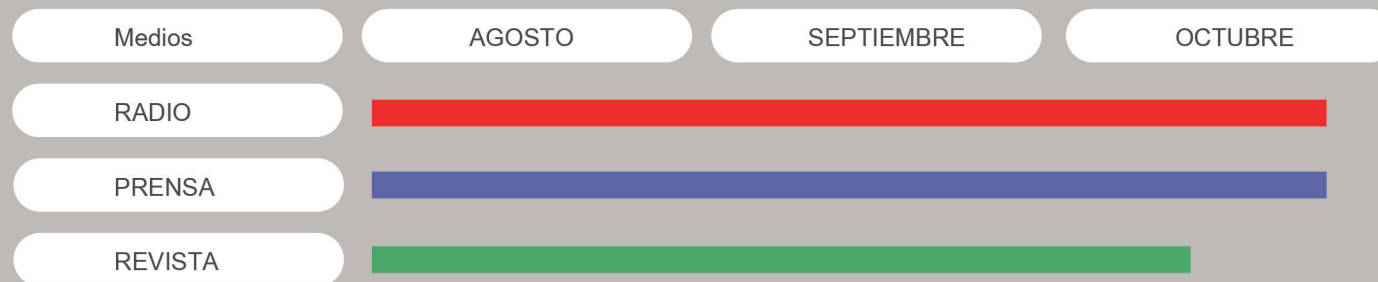 Medios AGOSTO SEPTIEMBRE OCTUBRE
RADIO
PRENSA
REVISTA